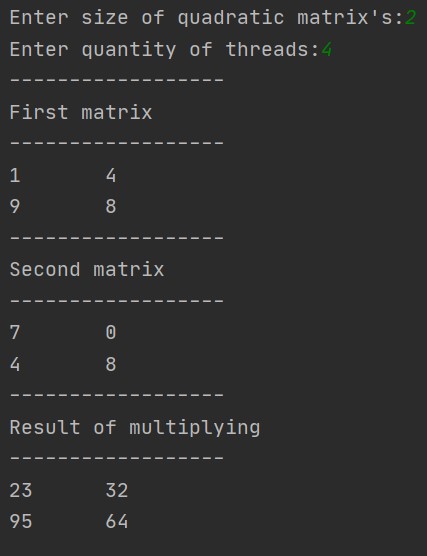 Enter size of quadratic matrix's:2
Enter quantity of threads:4
------------------
First matrix
------------------
1       4
9       8
------------------
Second matrix
------------------
7       0
4       8
------------------
Result of multiplying
------------------
23      32
95      64